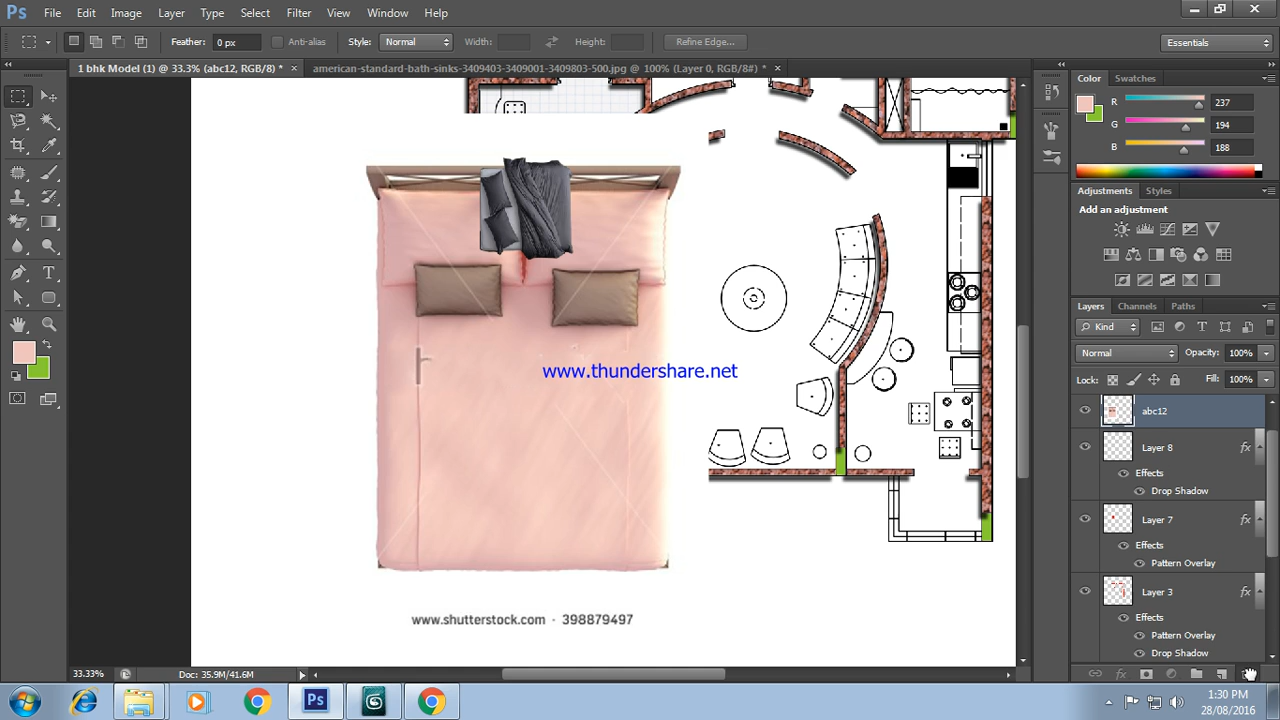 Ps File Edit Image Layer Type Select Filter View Window Help
Feather: 0 px Anti-alias Style: Normal Width: Height: Refine Edge... Essentials
1 bhk Model (1) @ 33.3% (abc12, RGB/8) * × american-standard-bath-sinks-3409403-3409001-3409803-500.jpg @ 100% (Layer 0, RGB/8#) * ×
Color Swatches
R 237
G 194
B 188
Adjustments Styles
Add an adjustment
Layers Channels Paths
Kind
Normal Opacity: 100%
Lock: Fill: 100%
abc12
Layer 8 fx
Effects
Drop Shadow
Layer 7 fx
Effects
Pattern Overlay
Layer 3 fx
Effects
Pattern Overlay
Drop Shadow
www.thundershare.net
www.shutterstock.com · 398879497
33.33% Doc: 35.9M/41.6M
Ps
1:30 PM
28/08/2016